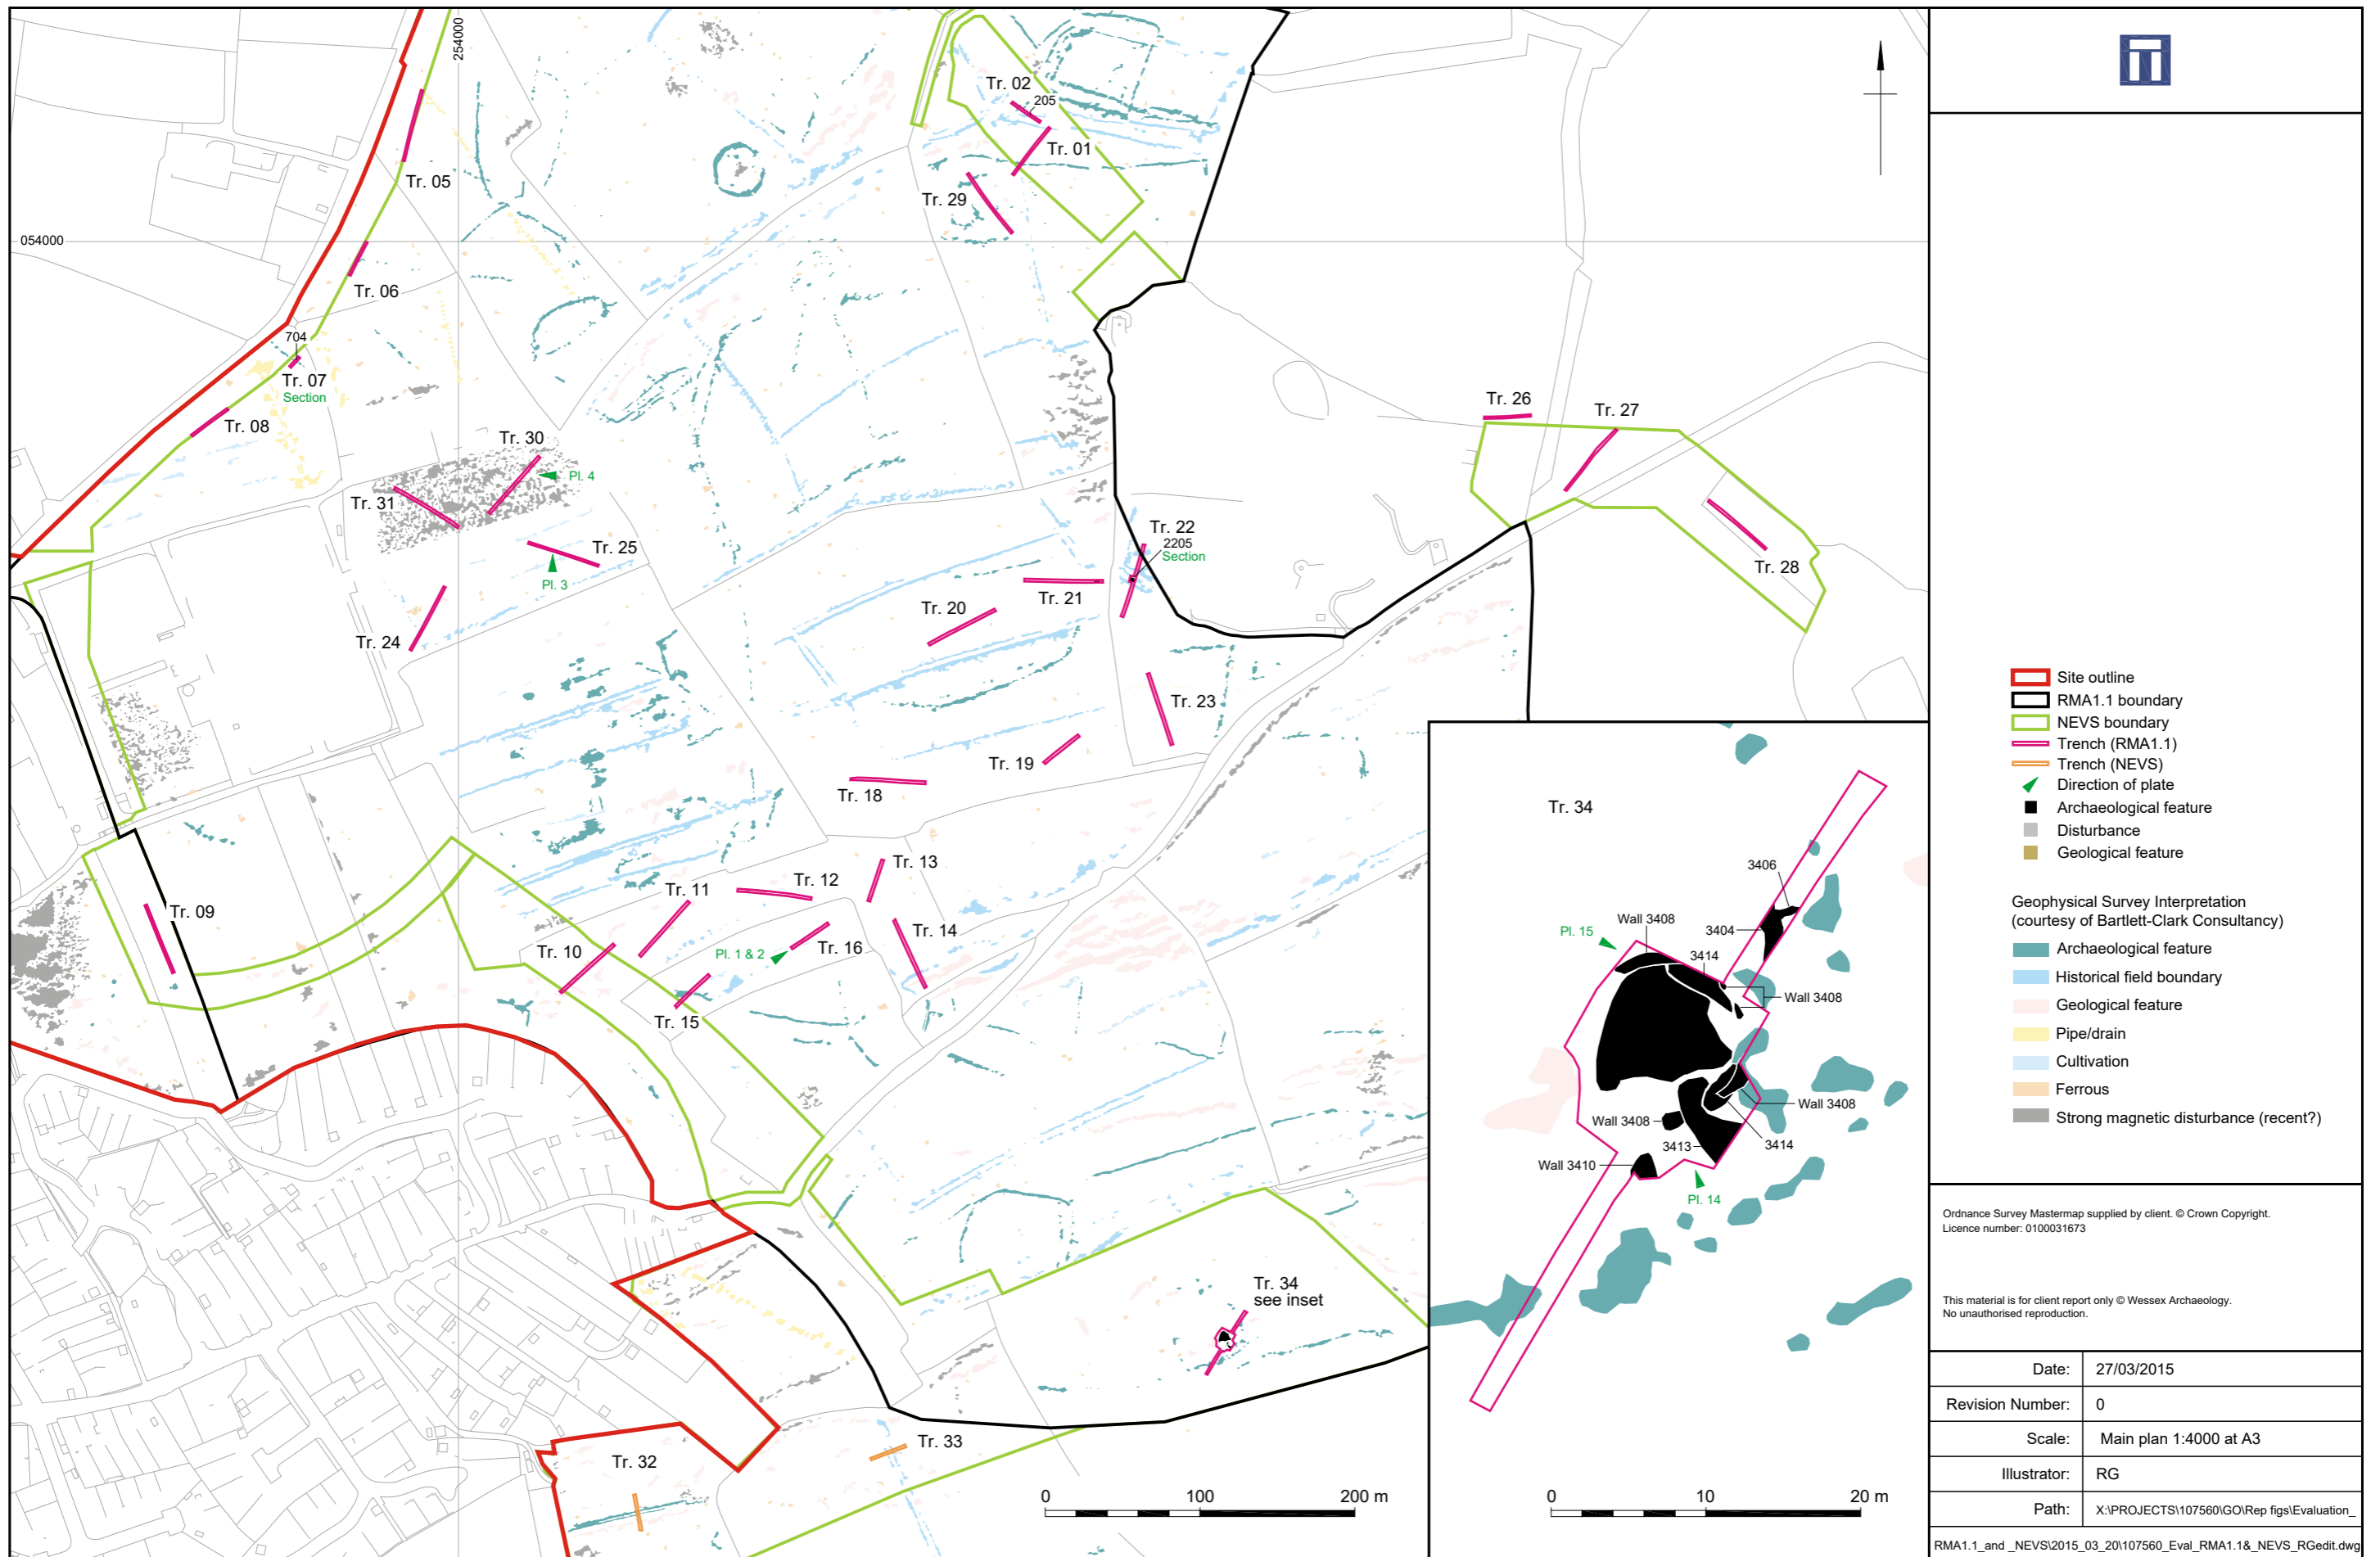 254000
054000
Tr. 02
205
Tr. 01
Tr. 29
Tr. 05
Tr. 06
704
Tr. 07
Section
Tr. 08
Tr. 30
Pl. 4
Tr. 31
Tr. 25
Pl. 3
Tr. 24
Tr. 26
Tr. 27
Tr. 28
Tr. 22
2205
Section
Tr. 21
Tr. 20
Tr. 23
Tr. 19
Tr. 18
Tr. 13
Tr. 12
Tr. 11
Tr. 09
Tr. 10
Pl. 1 & 2
Tr. 16
Tr. 14
Tr. 15
Tr. 34
see inset
Tr. 33
Tr. 32
0 100 200 m
Tr. 34
3406
Wall 3408
Pl. 15
3404
3414
Wall 3408
Wall 3408
Wall 3408
3413
3414
Wall 3410
Pl. 14
0 10 20 m
Site outline
RMA1.1 boundary
NEVS boundary
Trench (RMA1.1)
Trench (NEVS)
Direction of plate
Archaeological feature
Disturbance
Geological feature
Geophysical Survey Interpretation
(courtesy of Bartlett-Clark Consultancy)
Archaeological feature
Historical field boundary
Geological feature
Pipe/drain
Cultivation
Ferrous
Strong magnetic disturbance (recent?)
Ordnance Survey Mastermap supplied by client. © Crown Copyright.
Licence number: 0100031673
This material is for client report only © Wessex Archaeology.
No unauthorised reproduction.
Date: 27/03/2015
Revision Number: 0
Scale: Main plan 1:4000 at A3
Illustrator: RG
Path: X:\PROJECTS\107560\GO\Rep figs\Evaluation_
RMA1.1_and _NEVS\2015_03_20\107560_Eval_RMA1.1&_NEVS_RGedit.dwg